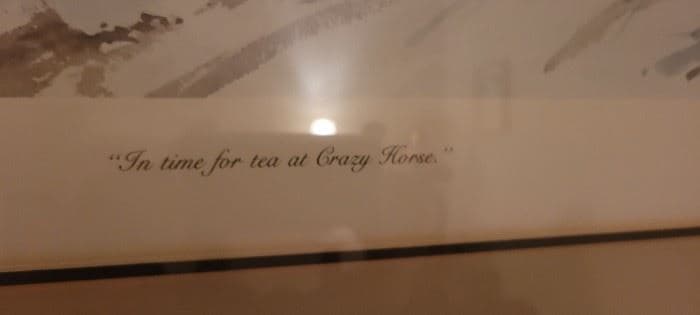 “In time for tea at Crazy Horse.”